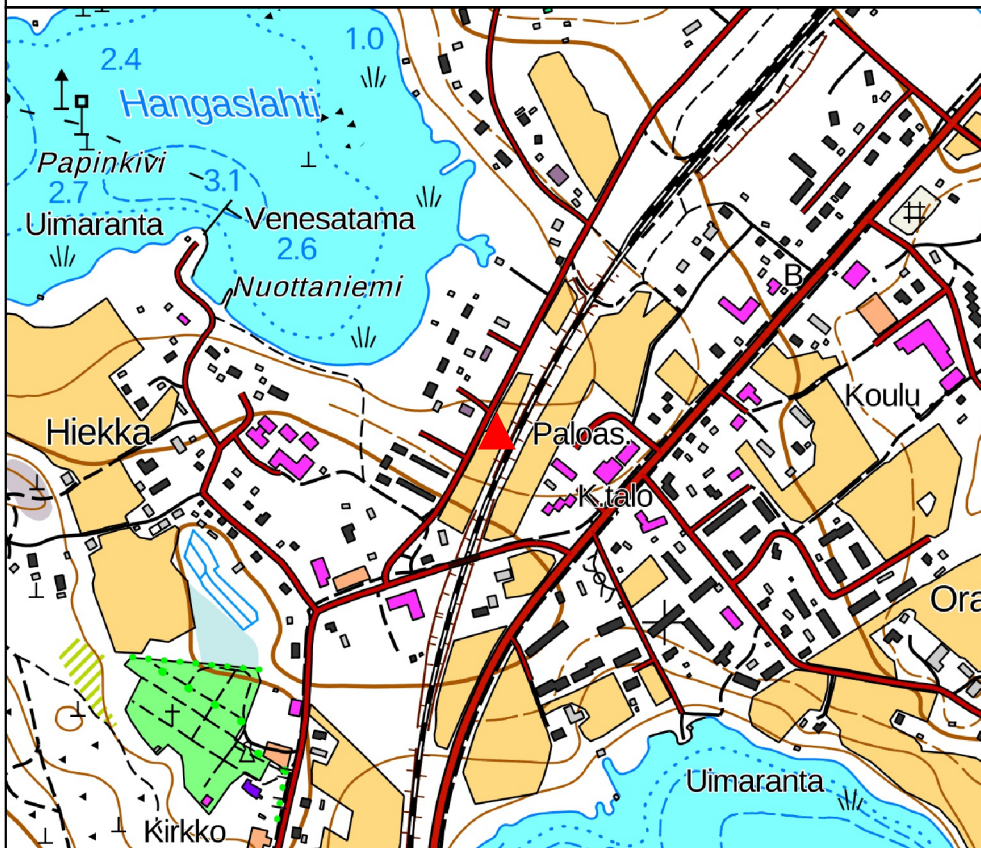 1.0
2.4
Hangaslahti
Papinkivi
3.1
2.7
Uimaranta
Venesatama
2.6
B
Nuottaniemi
Koulu
Hiekka
Paloas.
K.talo
Ora
Uimaranta
Kirkko